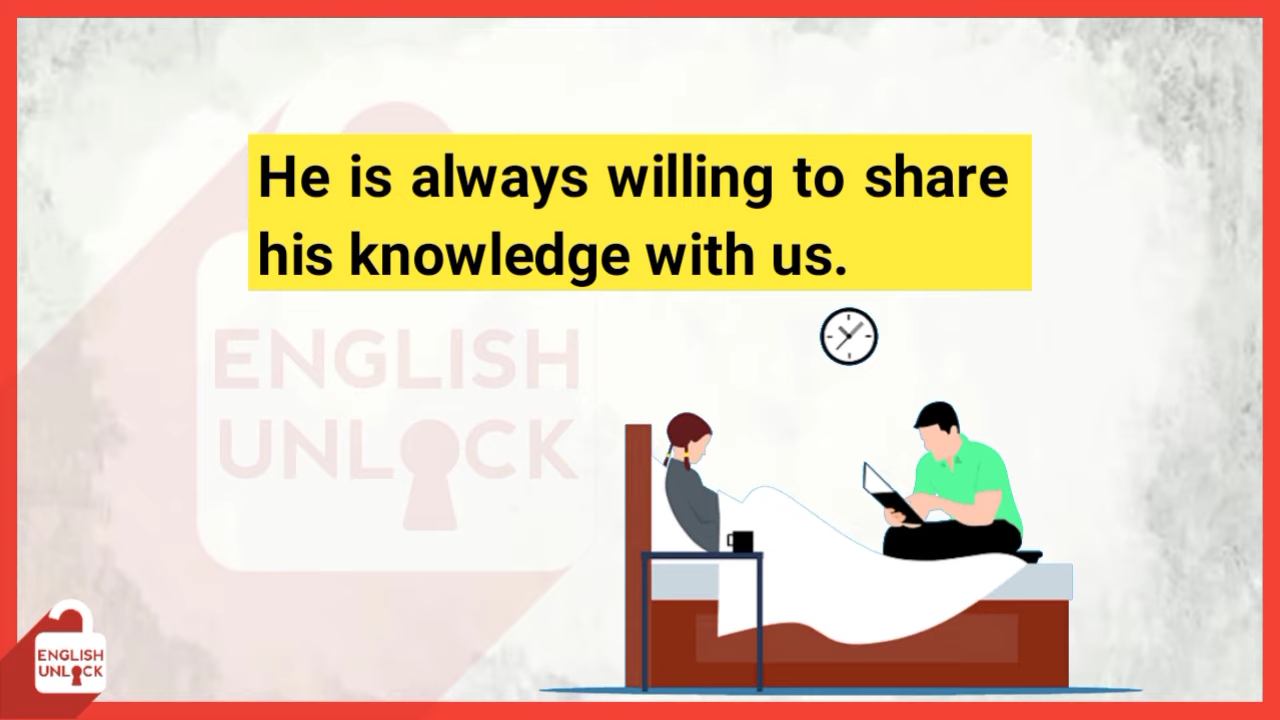 He is always willing to share
his knowledge with us.
ENGLISH
UNLOCK
ENGLISH
UNLOCK